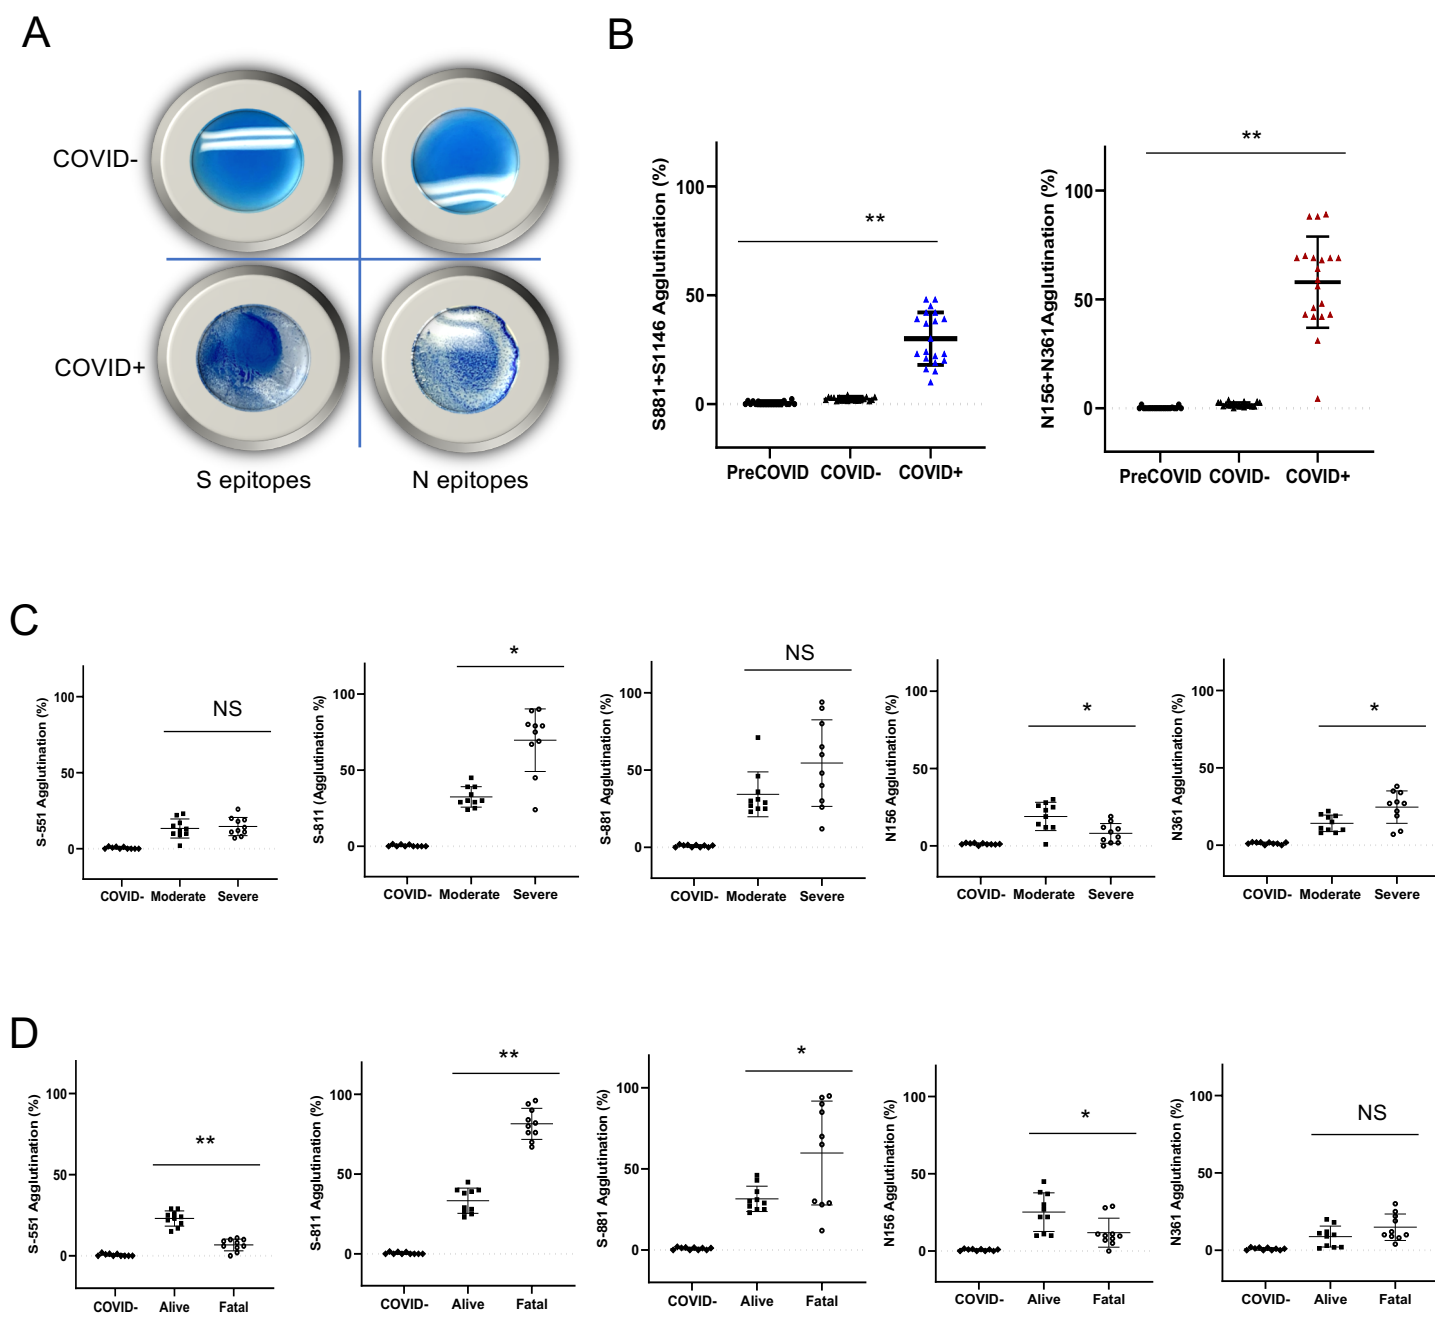 A
COVID-
COVID+
S epitopes
N epitopes
B
S881+S1146 Agglutination (%)
100
50
0
**
PreCOVID
COVID-
COVID+
N156+N361Agglutination (%)
100
50
0
**
PreCOVID
COVID-
COVID+
C
S-551 Agglutination (%)
100
50
0
NS
COVID-
Moderate
Severe
S-811 (Agglutination %)
100
50
0
*
COVID-
Moderate
Severe
S-881 Agglutination (%)
100
50
0
NS
COVID-
Moderate
Severe
N156 Agglutination (%)
100
50
0
*
COVID-
Moderate
Severe
N361 Agglutination (%)
100
50
0
*
COVID-
Moderate
Severe
D
S-551 Agglutination (%)
100
50
0
**
COVID-
Alive
Fatal
S-811 Agglutination (%)
100
50
0
**
COVID-
Alive
Fatal
S-881 Agglutination (%)
100
50
0
*
COVID-
Alive
Fatal
N156 Agglutination (%)
100
50
0
*
COVID-
Alive
Fatal
N361 Agglutination (%)
100
50
0
NS
COVID-
Alive
Fatal